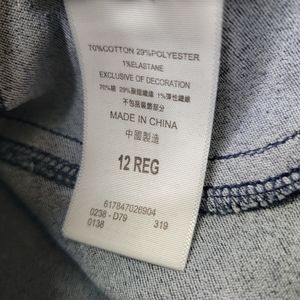 70%COTTON 29%POLYESTER
1%ELASTANE
EXCLUSIVE OF DECORATION
70%棉 29%聚酯纖維 1%彈性纖維
不包括裝飾部分
MADE IN CHINA
中國製造
12 REG
617847026904
0238 - D79
0138 319